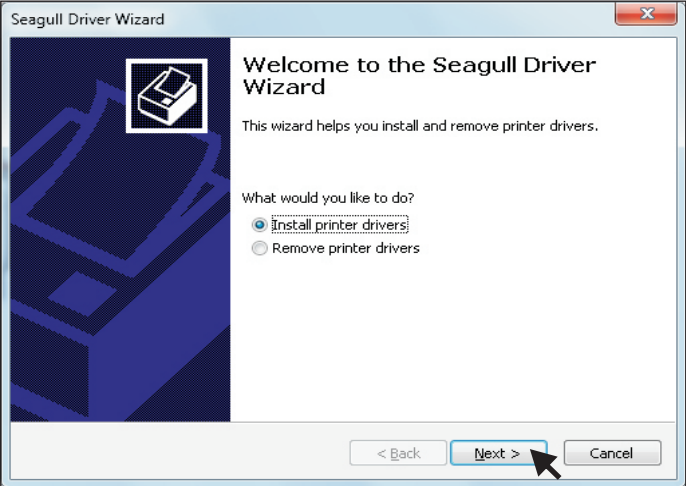 Seagull Driver Wizard
x
Welcome to the Seagull Driver
Wizard
This wizard helps you install and remove printer drivers.
What would you like to do?
Install printer drivers
Remove printer drivers
< Back
Next >
Cancel